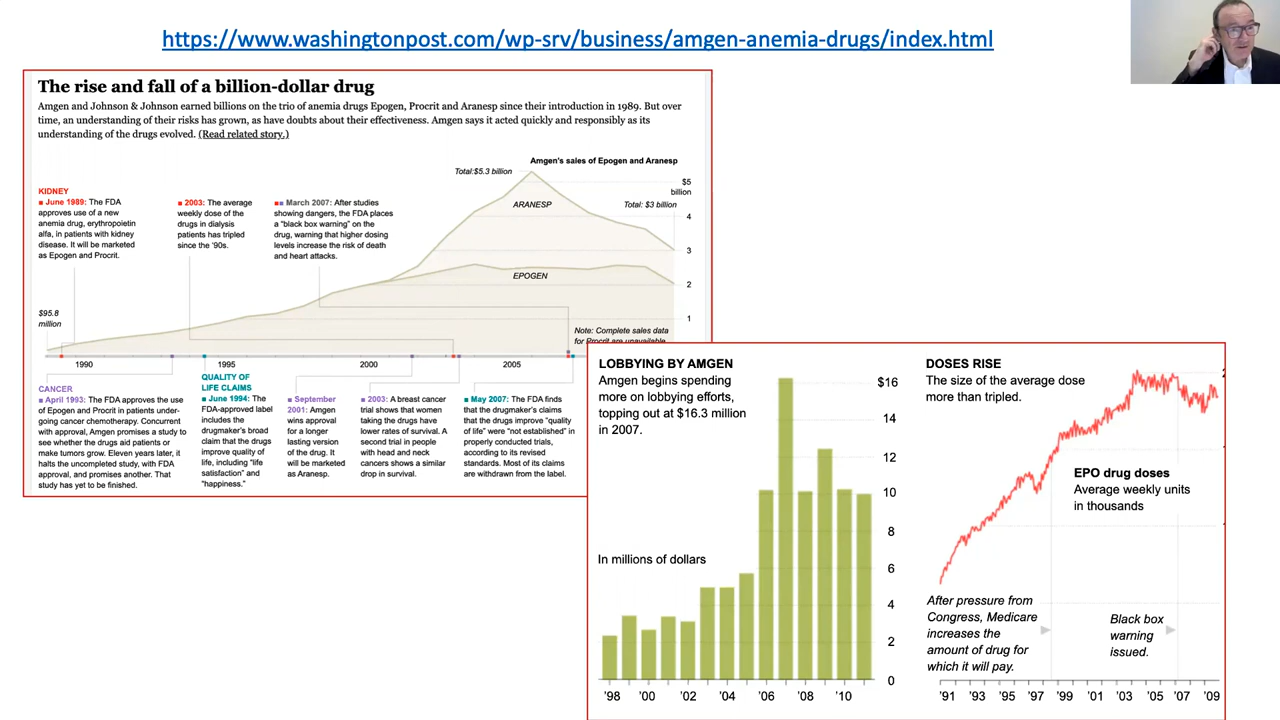 https://www.washingtonpost.com/wp-srv/business/amgen-anemia-drugs/index.html
The rise and fall of a billion-dollar drug
Amgen and Johnson & Johnson earned billions on the trio of anemia drugs Epogen, Procrit and Aranesp since their introduction in 1989. But over
time, an understanding of their risks has grown, as have doubts about their effectiveness. Amgen says it acted quickly and responsibly as its
understanding of the drugs evolved. (Read related story.)
Amgen's sales of Epogen and Aranesp
Total:$5.3 billion
$5
billion
Total: $3 billion
ARANESP
4
3
EPOGEN
2
1
KIDNEY
June 1989: The FDA
approves use of a new
anemia drug, erythropoietin
alfa, in patients with kidney
disease. It will be marketed
as Epogen and Procrit.
2003: The average
weekly dose of the
drugs in dialysis
patients has tripled
since the '90s.
March 2007: After studies
showing dangers, the FDA places
a "black box warning" on the
drug, warning that higher dosing
levels increase the risk of death
and heart attacks.
$95.8
million
Note: Complete sales data
for Procrit are unavailable
1990
1995
2000
2005
CANCER
April 1993: The FDA approves the use
of Epogen and Procrit in patients under-
going cancer chemotherapy. Concurrent
with approval, Amgen promises a study to
see whether the drugs aid patients or
make tumors grow. Eleven years later, it
halts the uncompleted study, with FDA
approval, and promises another. That
study has yet to be finished.
QUALITY OF
LIFE CLAIMS
June 1994: The
FDA-approved label
includes the
drugmaker's broad
claim that the drugs
improve quality of
life, including "life
satisfaction" and
"happiness."
September
2001: Amgen
wins approval
for a longer
lasting version
of the drug. It
will be marketed
as Aranesp.
2003: A breast cancer
trial shows that women
taking the drugs have
lower rates of survival. A
second trial in people
with head and neck
cancers shows a similar
drop in survival.
May 2007: The FDA finds
that the drugmaker's claims
that the drugs improve "quality
of life" were "not established" in
properly conducted trials,
according to its revised
standards. Most of its claims
are withdrawn from the label.
LOBBYING BY AMGEN
Amgen begins spending
more on lobbying efforts,
topping out at $16.3 million
in 2007.
In millions of dollars
$16
14
12
10
8
6
4
2
0
'98 '00 '02 '04 '06 '08 '10
DOSES RISE
The size of the average dose
more than tripled.
EPO drug doses
Average weekly units
in thousands
After pressure from
Congress, Medicare
increases the
amount of drug for
which it will pay.
Black box
warning
issued.
'91 '93 '95 '97 '99 '01 '03 '05 '07 '09